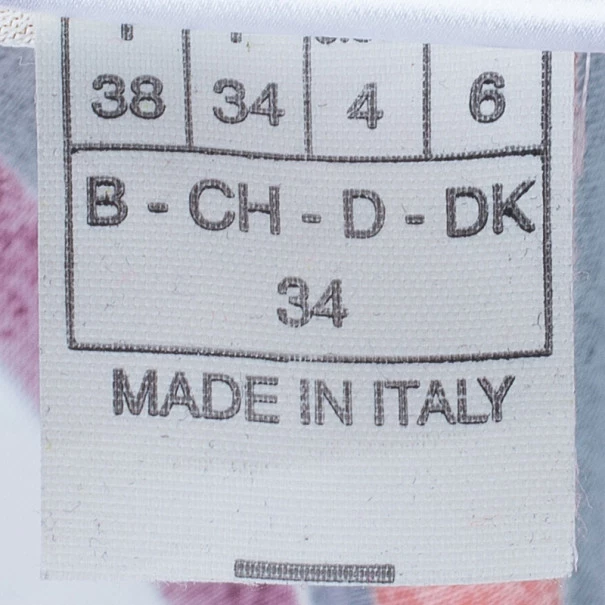 38 34 4 6
B - CH - D - DK
34
MADE IN ITALY